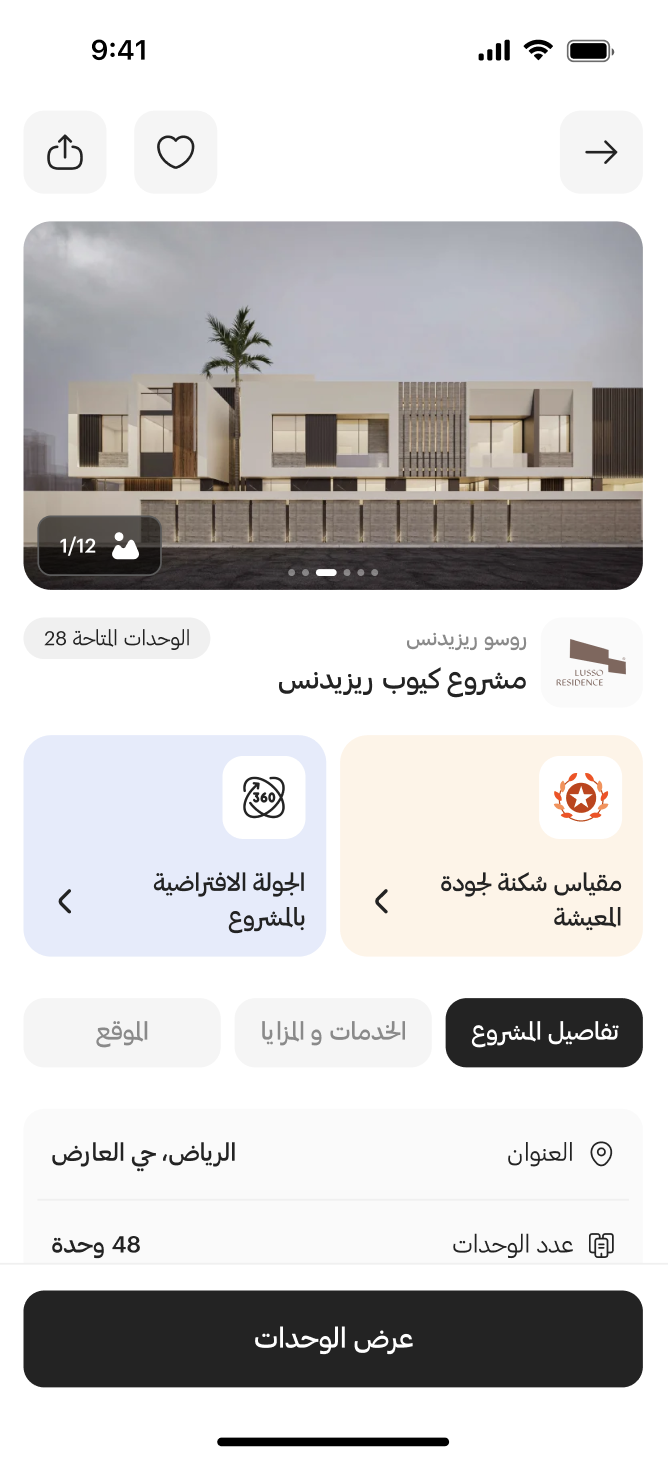 9:41
1/12
روسو ريزيدنس
الوحدات المتاحة 28
مشروع كيوب ريزيدنس
LUSSO
RESIDENCE
مقياس سُكنة لجودة
المعيشة
360
الجولة الافتراضية
بالمشروع
تفاصيل المشروع
الخدمات و المزايا
الموقع
العنوان
الرياض، حي العارض
عدد الوحدات
48 وحدة
عرض الوحدات